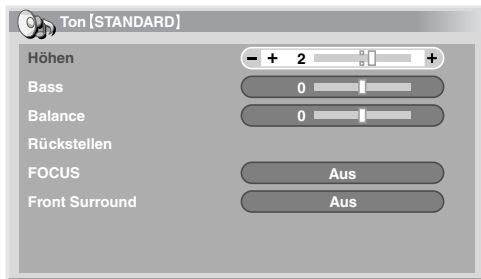 Ton [STANDARD]
Höhen − + 2 +
Bass 0
Balance 0
Rückstellen
FOCUS Aus
Front Surround Aus